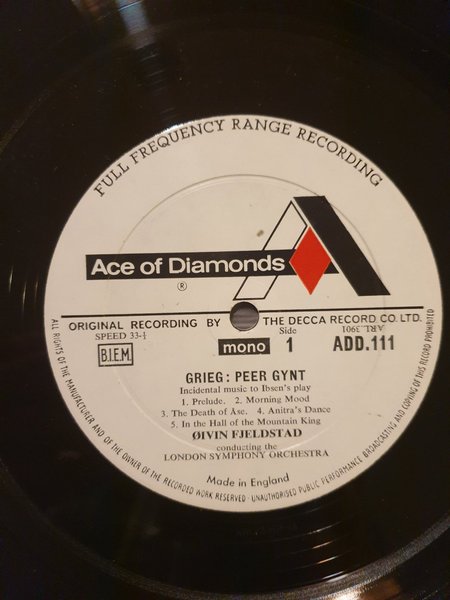 FULL FREQUENCY RANGE RECORDING
Ace of Diamonds
®
ORIGINAL RECORDING BY THE DECCA RECORD CO. LTD.
SPEED 33-⅓
Side
ARL.3901
B.I.E.M.
mono 1 ADD.111
GRIEG: PEER GYNT
Incidental music to Ibsen's play
1. Prelude. 2. Morning Mood
3. The Death of Åse. 4. Anitra's Dance
5. In the Hall of the Mountain King
ØIVIN FJELDSTAD
conducting the
LONDON SYMPHONY ORCHESTRA
Made in England
ALL RIGHTS OF THE MANUFACTURER AND OF THE OWNER OF THE RECORDED WORK RESERVED · UNAUTHORISED PUBLIC PERFORMANCE BROADCASTING AND COPYING OF THIS RECORD PROHIBITED